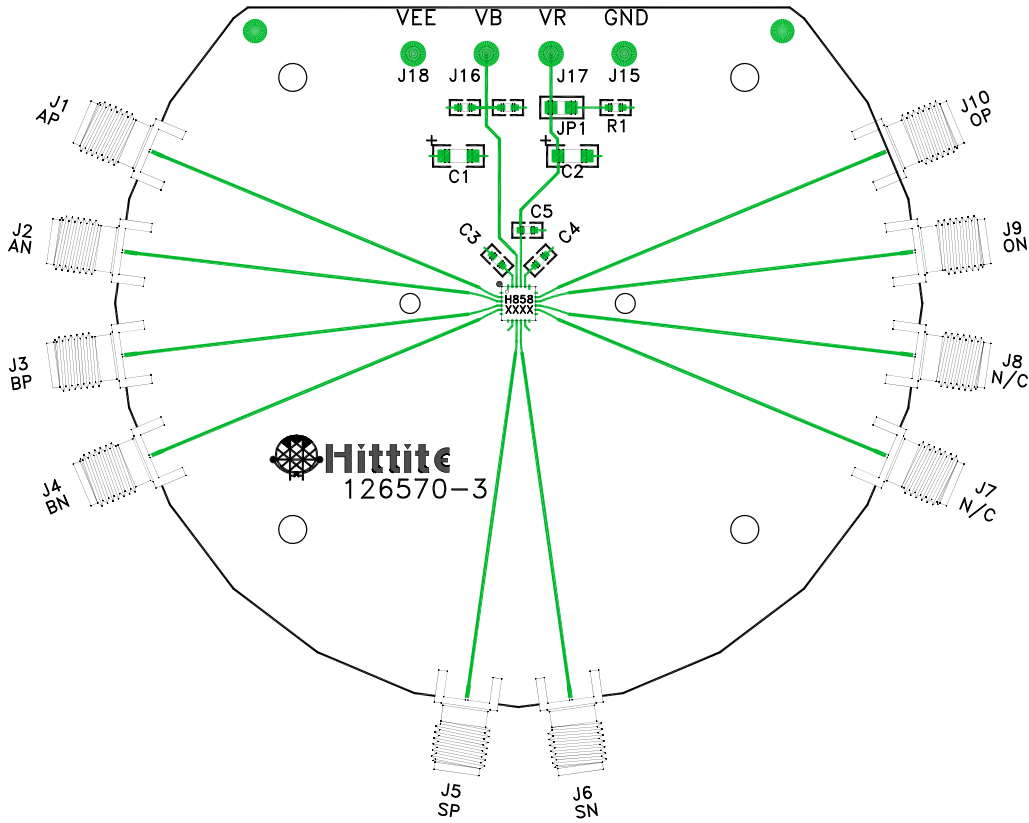 VEE VB VR GND
J18 J16 J17 J15
J1
AP
J10
OP
JP1 R1
+ +
C1 C2
J2
AN
C3 C5 C4
J9
ON
H858
XXXX
J3
BP
J8
N/C
Hittite
126570-3
J4
BN
J7
N/C
J5
SP
J6
SN